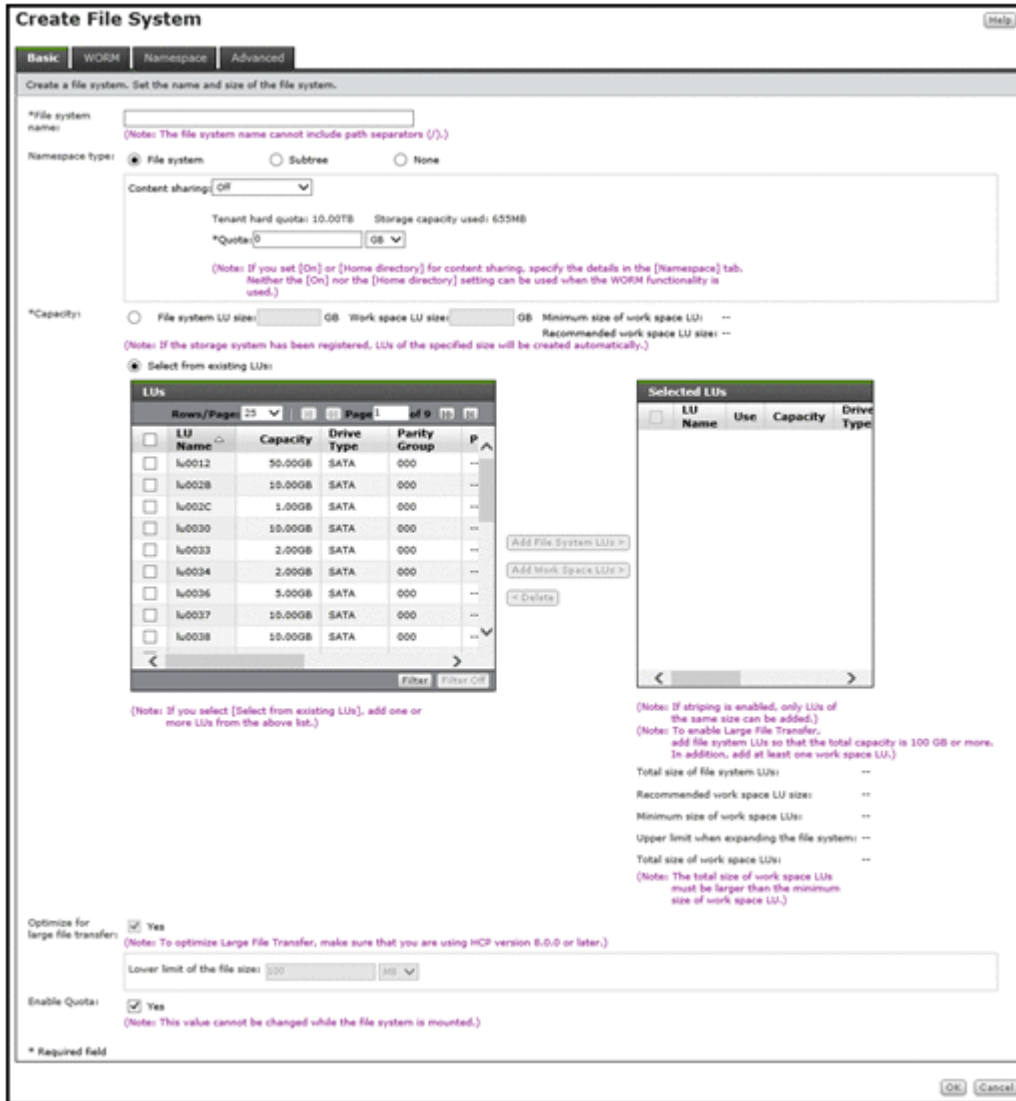 Create File System
Help
Basic WORM Namespace Advanced
Create a file system. Set the name and size of the file system.
*File system
name:
(Note: The file system name cannot include path separators (/).)
Namespace type: File system Subtree None
Content sharing: Off
Tenant hard quota: 10.00TB Storage capacity used: 655MB
*Quota: 0 GB
(Note: If you set [On] or [Home directory] for content sharing, specify the details in the [Namespace] tab.
Neither the [On] nor the [Home directory] setting can be used when the WORM functionality is
used.)
*Capacity: File system LU size: GB Work space LU size: GB Minimum size of work space LU: --
Recommended work space LU size: --
(Note: If the storage system has been registered, LUs of the specified size will be created automatically.)
Select from existing LUs:
LUs
Rows/Page: 25 Page 1 of 9
LU Name Capacity Drive Type Parity Group P
lu0012 50.00GB SATA 000 --
lu002B 10.00GB SATA 000 --
lu002C 1.00GB SATA 000 --
lu0030 10.00GB SATA 000 --
lu0033 2.00GB SATA 000 --
lu0034 2.00GB SATA 000 --
lu0036 5.00GB SATA 000 --
lu0037 10.00GB SATA 000 --
lu0038 10.00GB SATA 000 --
Filter Filter Off
(Note: If you select [Select from existing LUs], add one or
more LUs from the above list.)
Add File System LUs >
Add Work Space LUs >
< Delete
Selected LUs
LU Name Use Capacity Drive Type
(Note: If striping is enabled, only LUs of
the same size can be added.)
(Note: To enable Large File Transfer,
add file system LUs so that the total capacity is 100 GB or more.
In addition, add at least one work space LU.)
Total size of file system LUs: --
Recommended work space LU size: --
Minimum size of work space LUs: --
Upper limit when expanding the file system: --
Total size of work space LUs: --
(Note: The total size of work space LUs
must be larger than the minimum
size of work space LU.)
Optimize for
large file transfer: Yes
(Note: To optimize Large File Transfer, make sure that you are using HCP version 8.0.0 or later.)
Lower limit of the file size: 100 MB
Enable Quota: Yes
(Note: This value cannot be changed while the file system is mounted.)
* Required field
OK Cancel